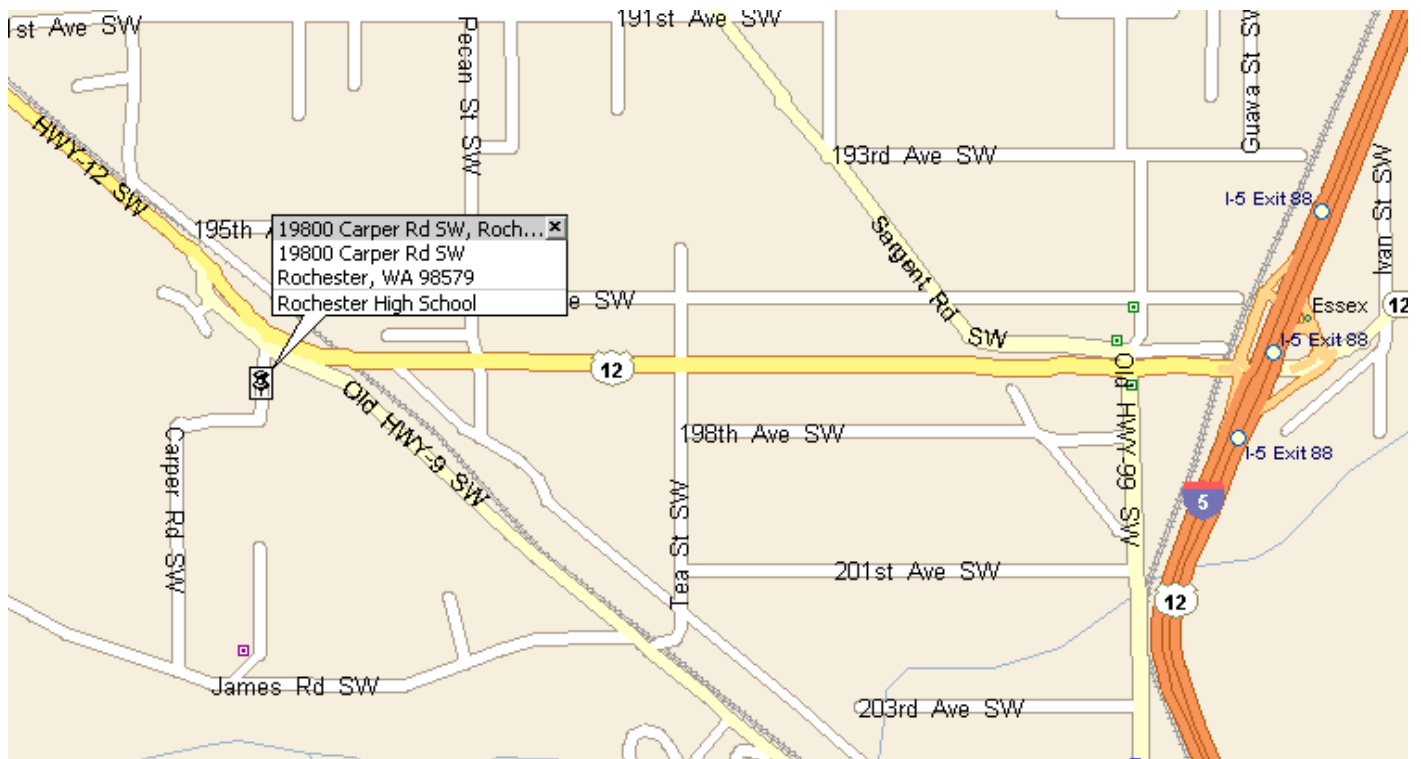 1st Ave SW
Pecan St SW
191st Ave SW
Guava St SW
HWY-12 SW
193rd Ave SW
Ivan St SW
I-5 Exit 88
195th
19800 Carper Rd SW, Roch...
19800 Carper Rd SW
Rochester, WA 98579
Rochester High School
e SW
Sargent Rd SW
Essex
12
I-5 Exit 88
12
Old HWY-9 SW
Old HWY-99 SW
198th Ave SW
I-5 Exit 88
Carper Rd SW
5
Tea St SW
201st Ave SW
12
James Rd SW
203rd Ave SW